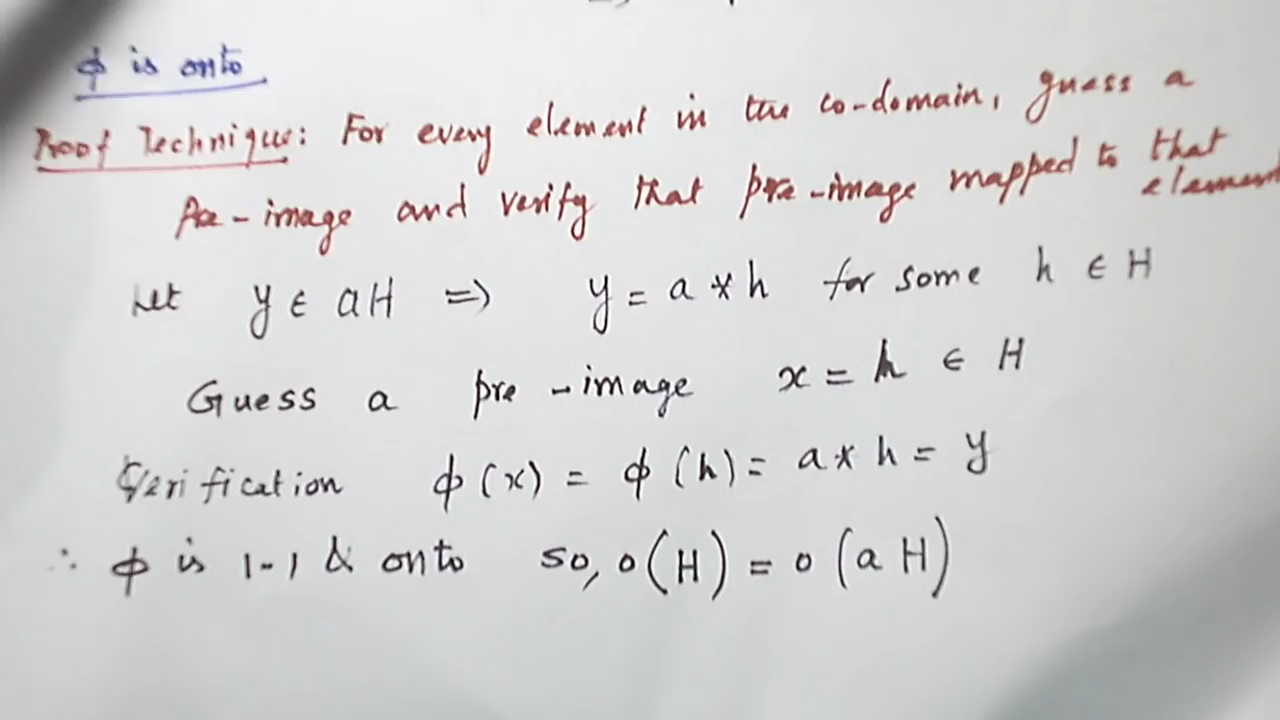 ϕ is onto
Proof Technique: For every element in the co-domain, guess a
Pre-image and verify that pre-image mapped to that
element
Let y ∈ aH => y = a * h for some h ∈ H
Guess a pre-image x = h ∈ H
Verification ϕ(x) = ϕ(h) = a * h = y
∴ ϕ is 1-1 & onto so, o(H) = o(aH)